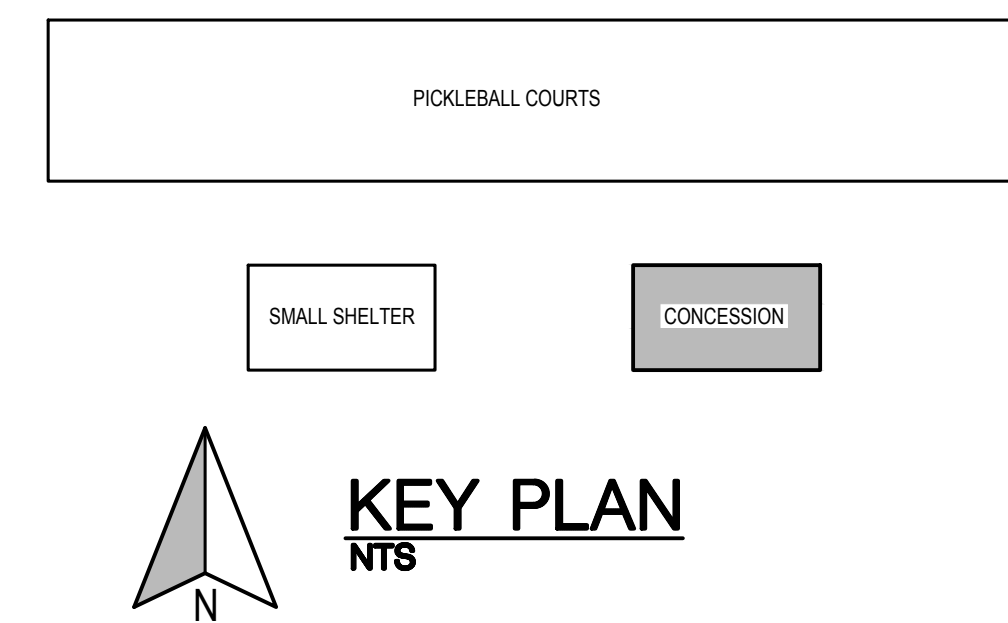 PICKLEBALL COURTS
SMALL SHELTER
CONCESSION
KEY PLAN
NTS
N